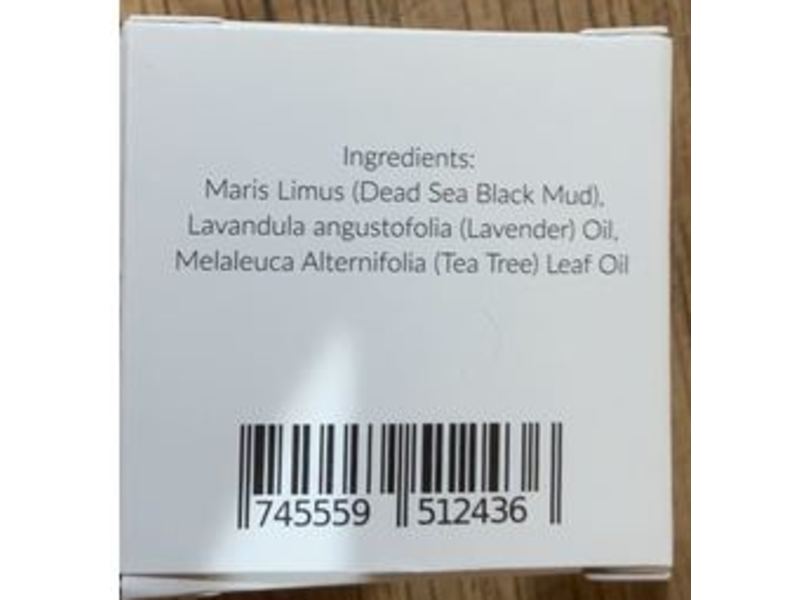 Ingredients:
Maris Limus (Dead Sea Black Mud),
Lavandula angustofolia (Lavender) Oil,
Melaleuca Alternifolia (Tea Tree) Leaf Oil
745559 512436